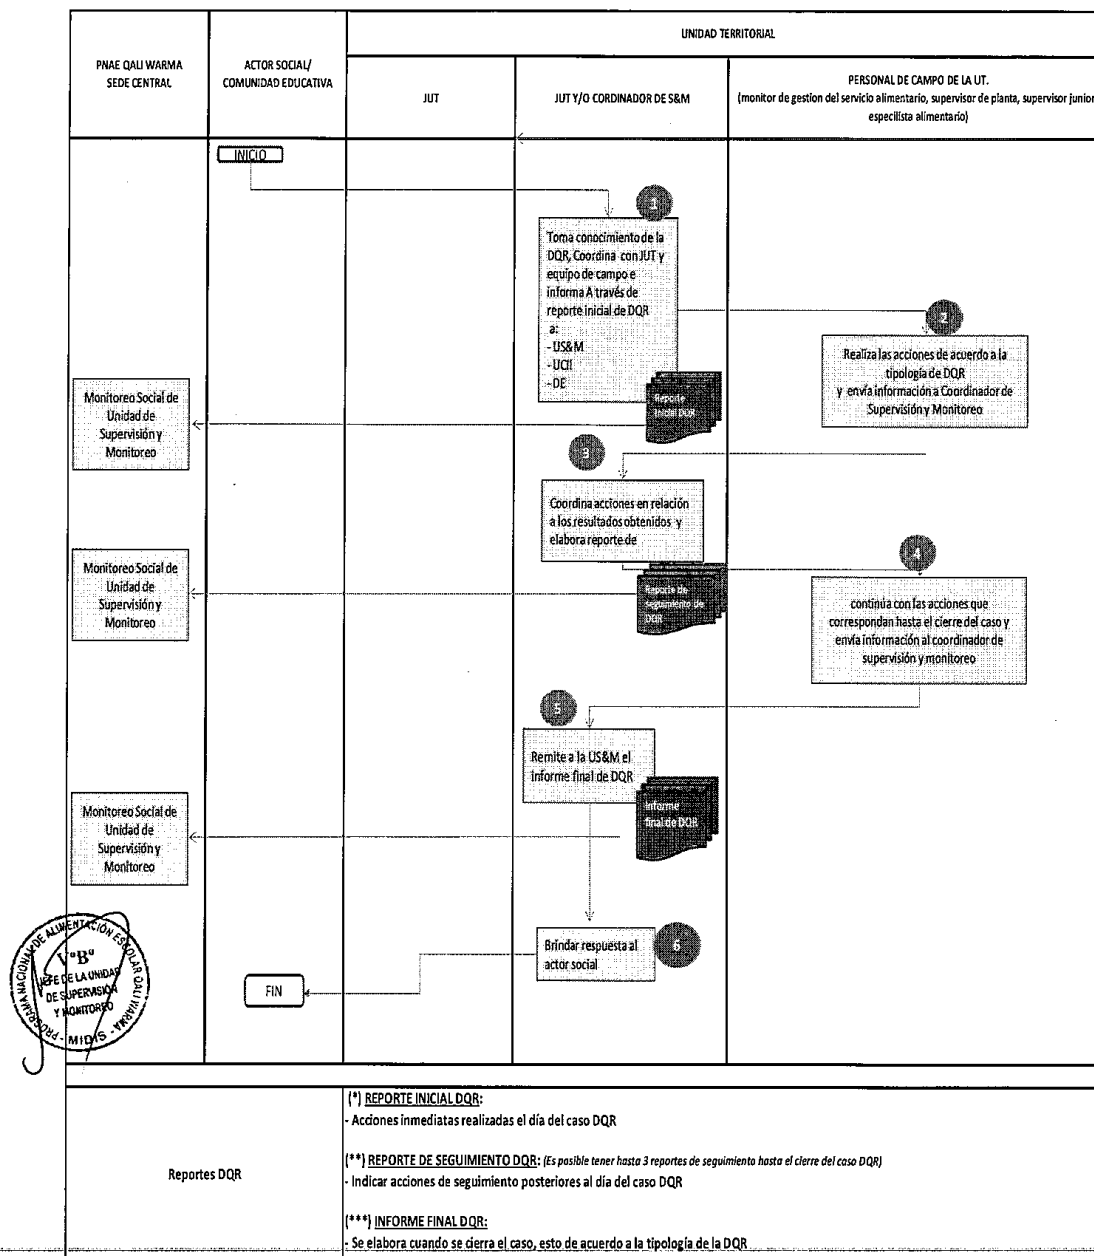 UNIDAD TERRITORIAL
PNAE QALI WARMA
SEDE CENTRAL
ACTOR SOCIAL/
COMUNIDAD EDUCATIVA
JUT
JUT Y/O CORDINADOR DE S&M
PERSONAL DE CAMPO DE LA UT.
(monitor de gestion del servicio alimentario, supervisor de planta, supervisor junior
especilista alimentario)
INICIO
1
Toma conocimiento de la
DQR, Coordina con JUT y
equipo de campo e
informa A través de
reporte inicial de DQR
a:
- US&M
- UCII
- DE
Reporte
Inicial DQR
2
Realiza las acciones de acuerdo a la
tipología de DQR
y envía información a Coordinador de
Supervisión y Monitoreo
Monitoreo Social de
Unidad de
Supervisión y
Monitoreo
3
Coordina acciones en relación
a los resultados obtenidos y
elabora reporte de
Reporte de
seguimiento de
DQR
4
continúa con las acciones que
correspondan hasta el cierre del caso y
envía información al coordinador de
supervisión y monitoreo
Monitoreo Social de
Unidad de
Supervisión y
Monitoreo
5
Remite a la US&M el
informe final de DQR
Informe
final de DQR
Monitoreo Social de
Unidad de
Supervisión y
Monitoreo
6
Brindar respuesta al
actor social
FIN
PROGRAMA NACIONAL DE ALIMENTACIÓN ESCOLAR QALI WARMA - MIDIS -
V°B°
JEFE DE LA UNIDAD
DE SUPERVISIÓN
Y MONITOREO
Reportes DQR
(*) REPORTE INICIAL DQR:
- Acciones inmediatas realizadas el día del caso DQR
(**) REPORTE DE SEGUIMIENTO DQR: (Es posible tener hasta 3 reportes de seguimiento hasta el cierre del caso DQR)
- Indicar acciones de seguimiento posteriores al día del caso DQR
(***) INFORME FINAL DQR:
- Se elabora cuando se cierra el caso, esto de acuerdo a la tipología de la DQR